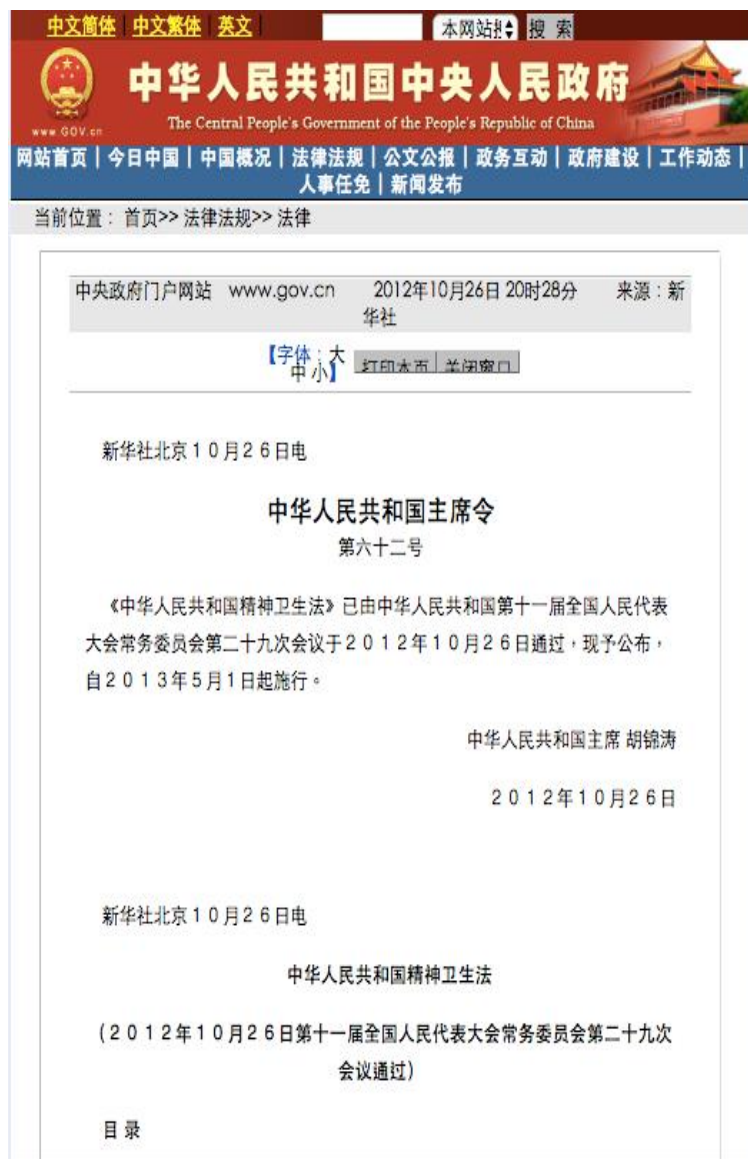 中文简体 | 中文繁体 | 英文 |
本网站搜 搜 索
中华人民共和国中央人民政府
www.GOV.cn
The Central People's Government of the People's Republic of China
网站首页 | 今日中国 | 中国概况 | 法律法规 | 公文公报 | 政务互动 | 政府建设 | 工作动态 |
人事任免 | 新闻发布
当前位置： 首页>> 法律法规>> 法律
中央政府门户网站 www.gov.cn 2012年10月26日 20时28分 来源：新
华社
【字体：大
中 小】 打印本页 关闭窗口
新华社北京１０月２６日电
中华人民共和国主席令
第六十二号
《中华人民共和国精神卫生法》已由中华人民共和国第十一届全国人民代表
大会常务委员会第二十九次会议于２０１２年１０月２６日通过，现予公布，
自２０１３年５月１日起施行。
中华人民共和国主席 胡锦涛
２０１２年１０月２６日
新华社北京１０月２６日电
中华人民共和国精神卫生法
（２０１２年１０月２６日第十一届全国人民代表大会常务委员会第二十九次
会议通过）
目 录